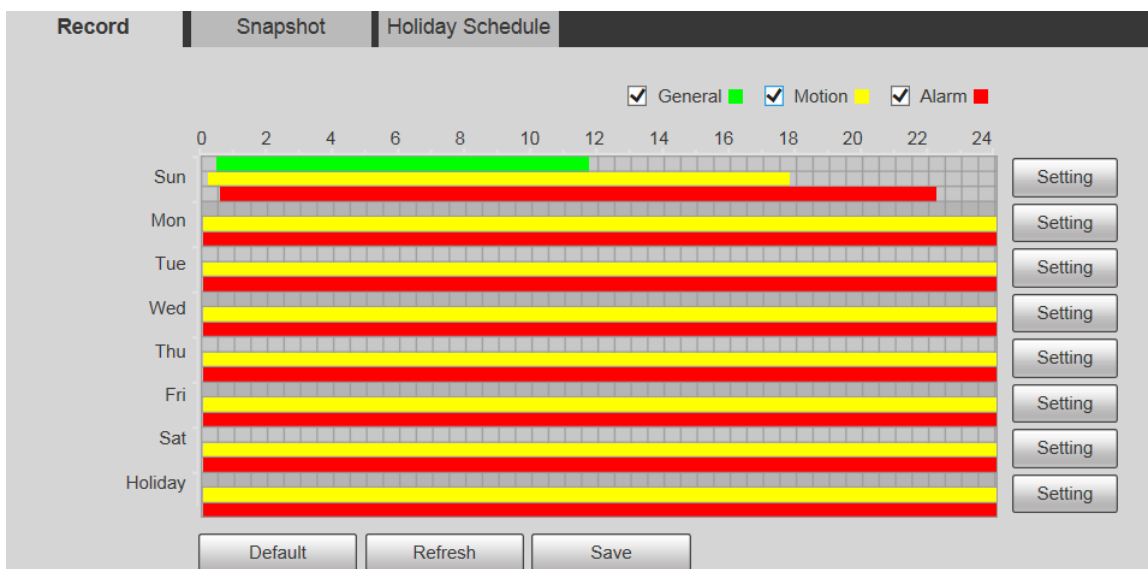 Record Snapshot Holiday Schedule
General Motion Alarm
0 2 4 6 8 10 12 14 16 18 20 22 24
Sun Setting
Mon Setting
Tue Setting
Wed Setting
Thu Setting
Fri Setting
Sat Setting
Holiday Setting
Default Refresh Save